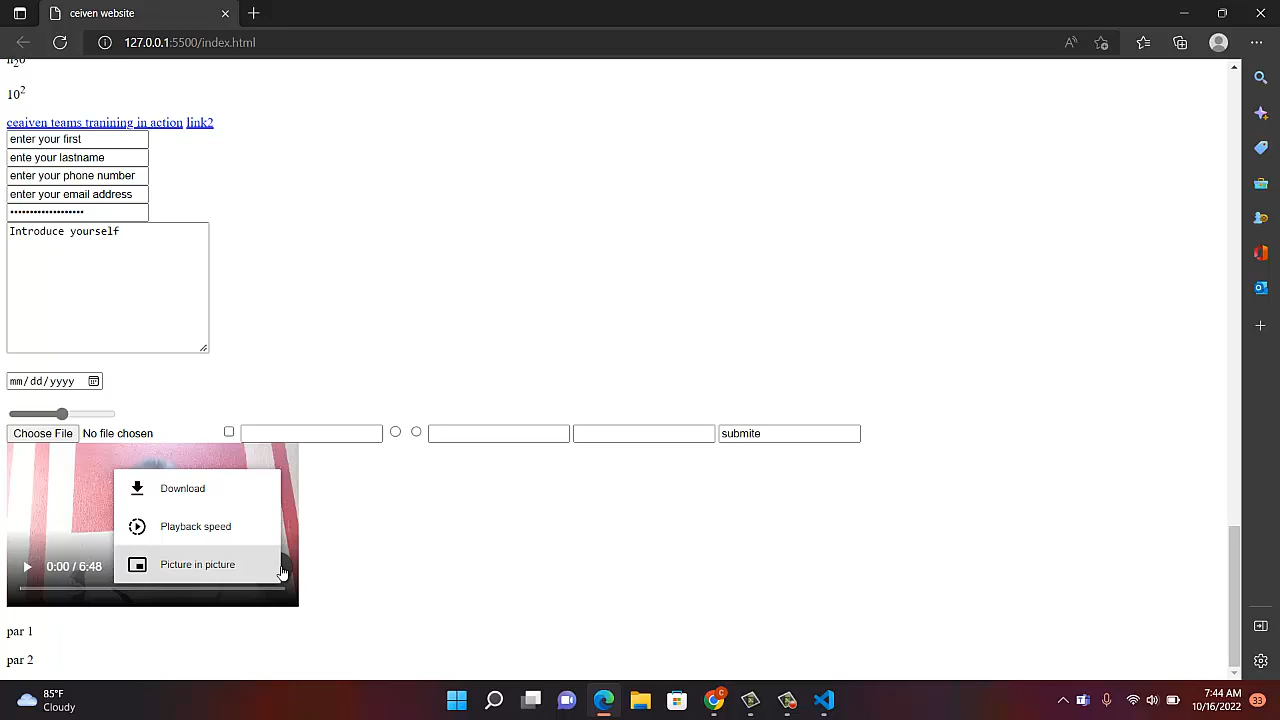 ceiven website
127.0.0.1:5500/index.html
h2o
102
ceaiven teams tranining in action link2
enter your first
ente your lastname
enter your phone number
enter your email address
•••••••••••••••••••
Introduce yourself
mm/dd/yyyy
Choose File No file chosen submite
Download
Playback speed
Picture in picture
0:00 / 6:48
par 1
par 2
85°F
Cloudy
7:44 AM
10/16/2022
33